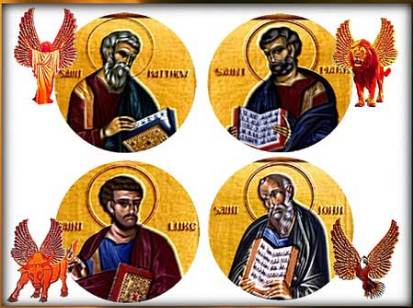 SAINT MATTHEW
SAINT MARK
SAINT LUKE
SAINT JOHN